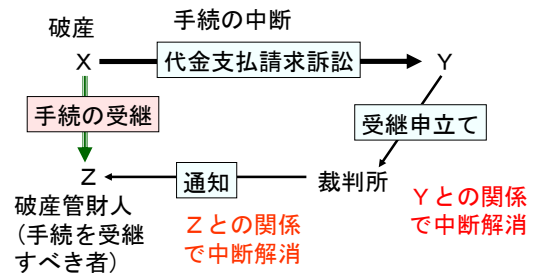 手続の中断
破産
X
代金支払請求訴訟
Y
手続の受継
受継申立て
Z
通知
裁判所
破産管財人
(手続を受継
すべき者)
Zとの関係
で中断解消
Yとの関係
で中断解消